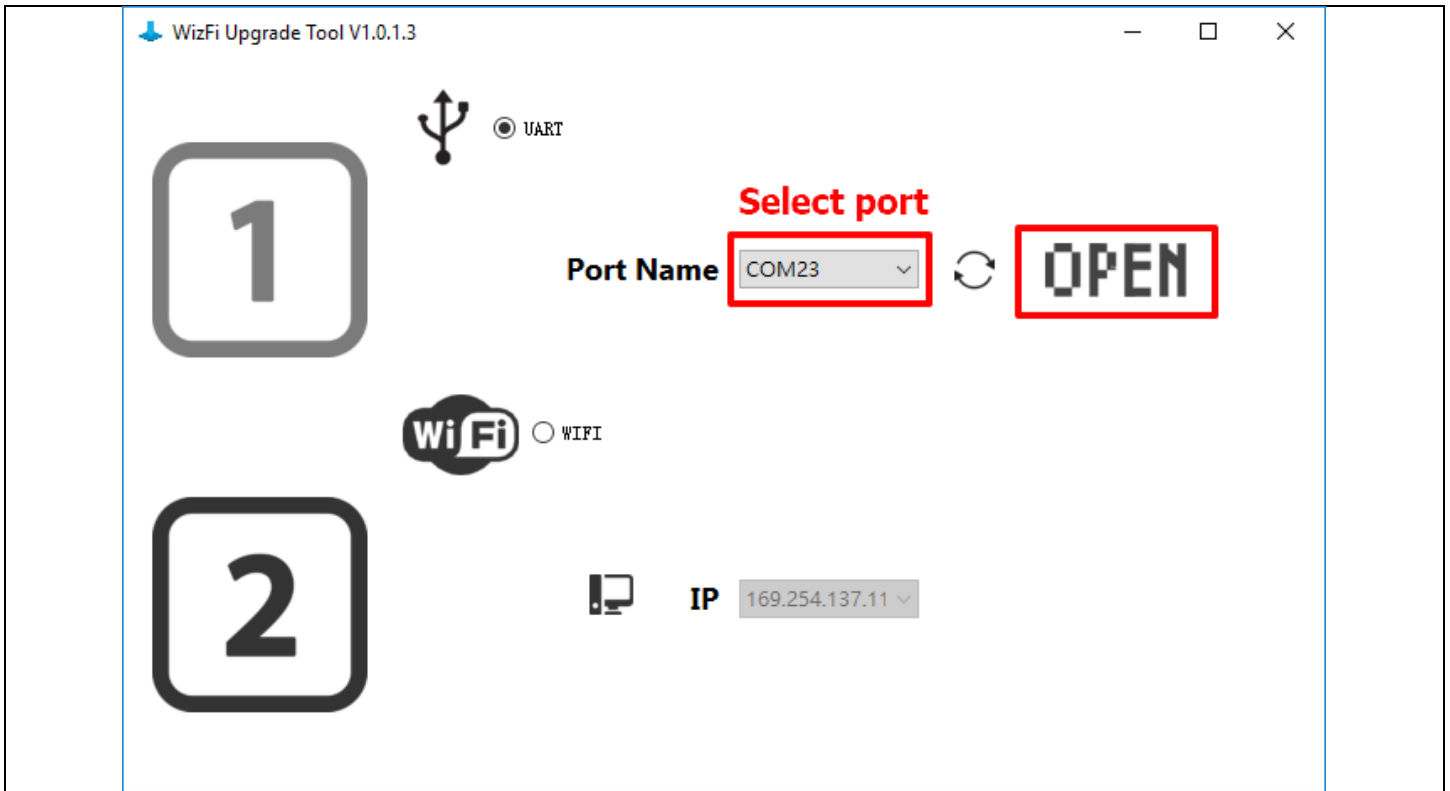 WizFi Upgrade Tool V1.0.1.3
UART
1
Select port
Port Name COM23 OPEN
WiFi WIFI
2
IP 169.254.137.11